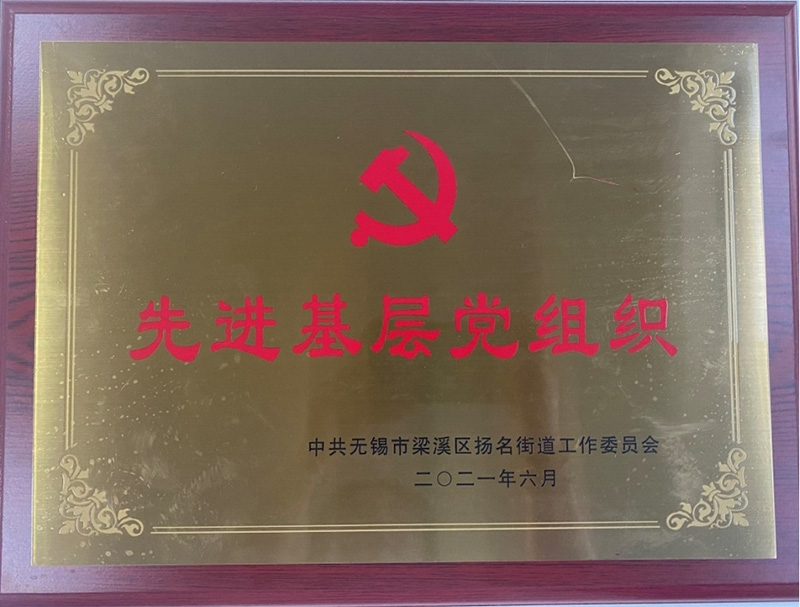 先进基层党组织
中共无锡市梁溪区扬名街道工作委员会
二〇二一年六月